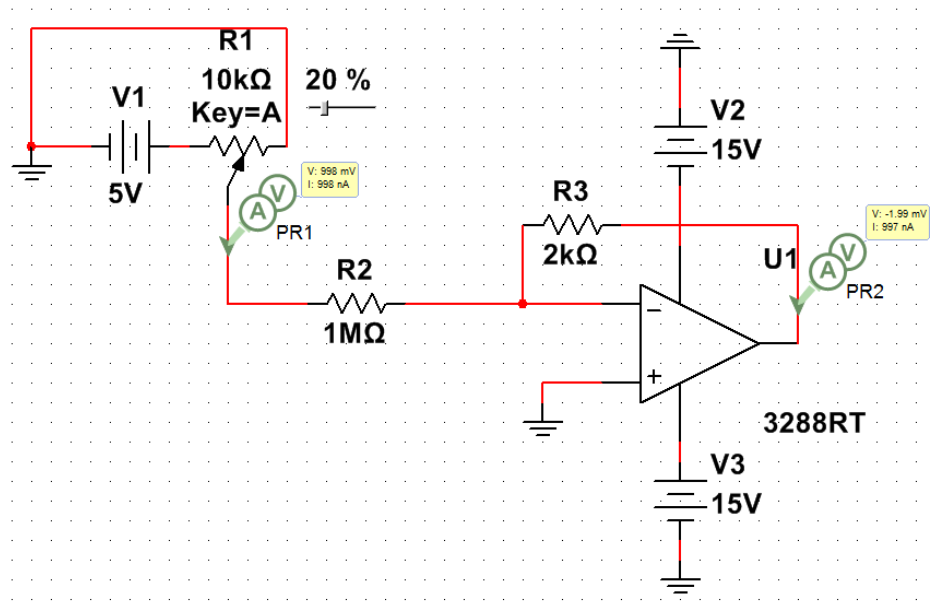 R1
10kΩ
Key=A
20 %
V1
5V
V: 998 mV
I: 998 nA
A
V
PR1
V2
15V
R3
2kΩ
V: -1.99 mV
I: 997 nA
U1
A
V
PR2
R2
1MΩ
−
+
3288RT
V3
15V